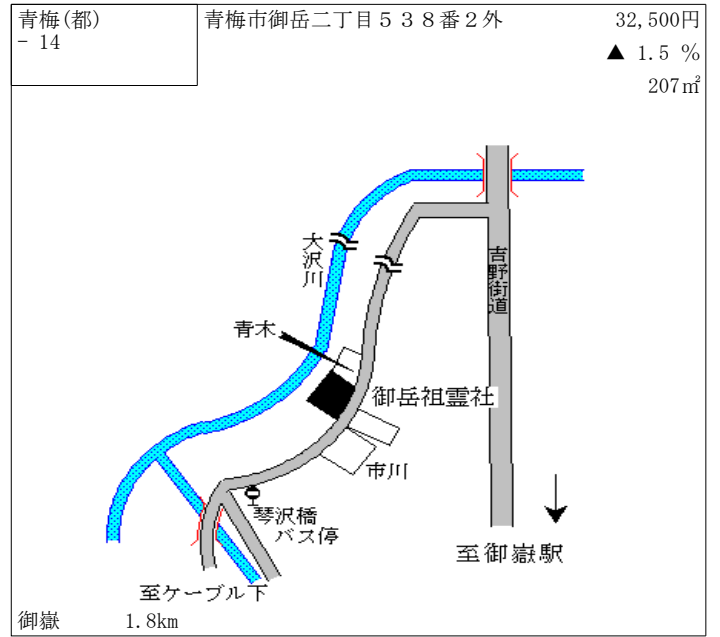 青梅(都)
- 14
青梅市御岳二丁目５３８番２外
32,500円
▲ 1.5 %
207㎡
大沢川
吉野街道
青木
御岳祖霊社
市川
琴沢橋
バス停
至御嶽駅
至ケーブル下
御嶽 1.8km